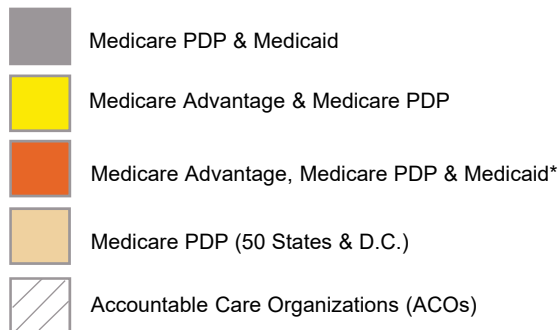 Medicare PDP & Medicaid
Medicare Advantage & Medicare PDP
Medicare Advantage, Medicare PDP & Medicaid*
Medicare PDP (50 States & D.C.)
Accountable Care Organizations (ACOs)